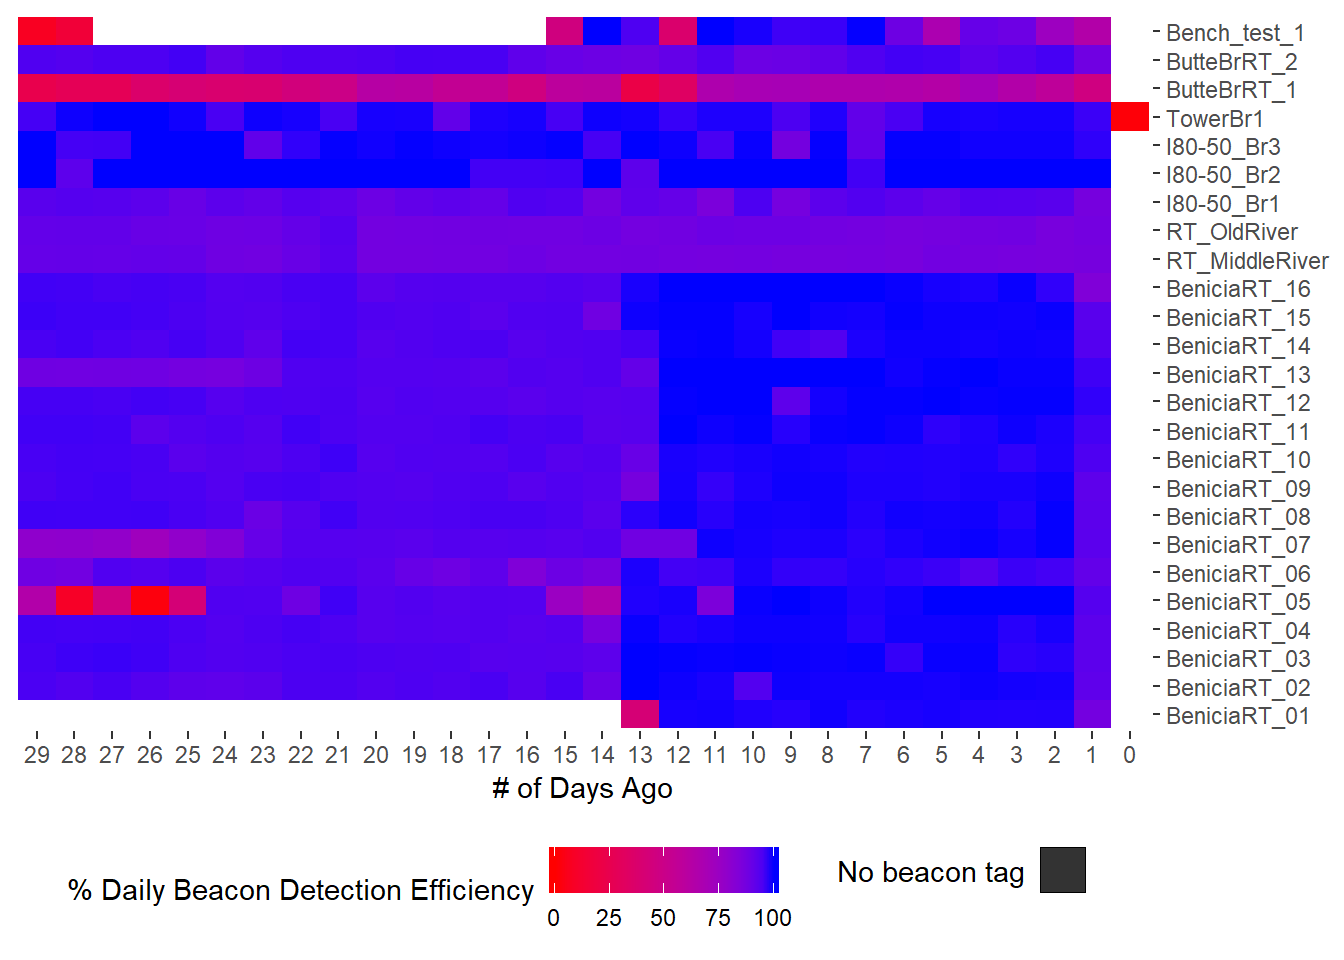 Bench_test_1
ButteBrRT_2
ButteBrRT_1
TowerBr1
I80-50_Br3
I80-50_Br2
I80-50_Br1
RT_OldRiver
RT_MiddleRiver
BeniciaRT_16
BeniciaRT_15
BeniciaRT_14
BeniciaRT_13
BeniciaRT_12
BeniciaRT_11
BeniciaRT_10
BeniciaRT_09
BeniciaRT_08
BeniciaRT_07
BeniciaRT_06
BeniciaRT_05
BeniciaRT_04
BeniciaRT_03
BeniciaRT_02
BeniciaRT_01
29 28 27 26 25 24 23 22 21 20 19 18 17 16 15 14 13 12 11 10 9 8 7 6 5 4 3 2 1 0
# of Days Ago
% Daily Beacon Detection Efficiency
0 25 50 75 100
No beacon tag